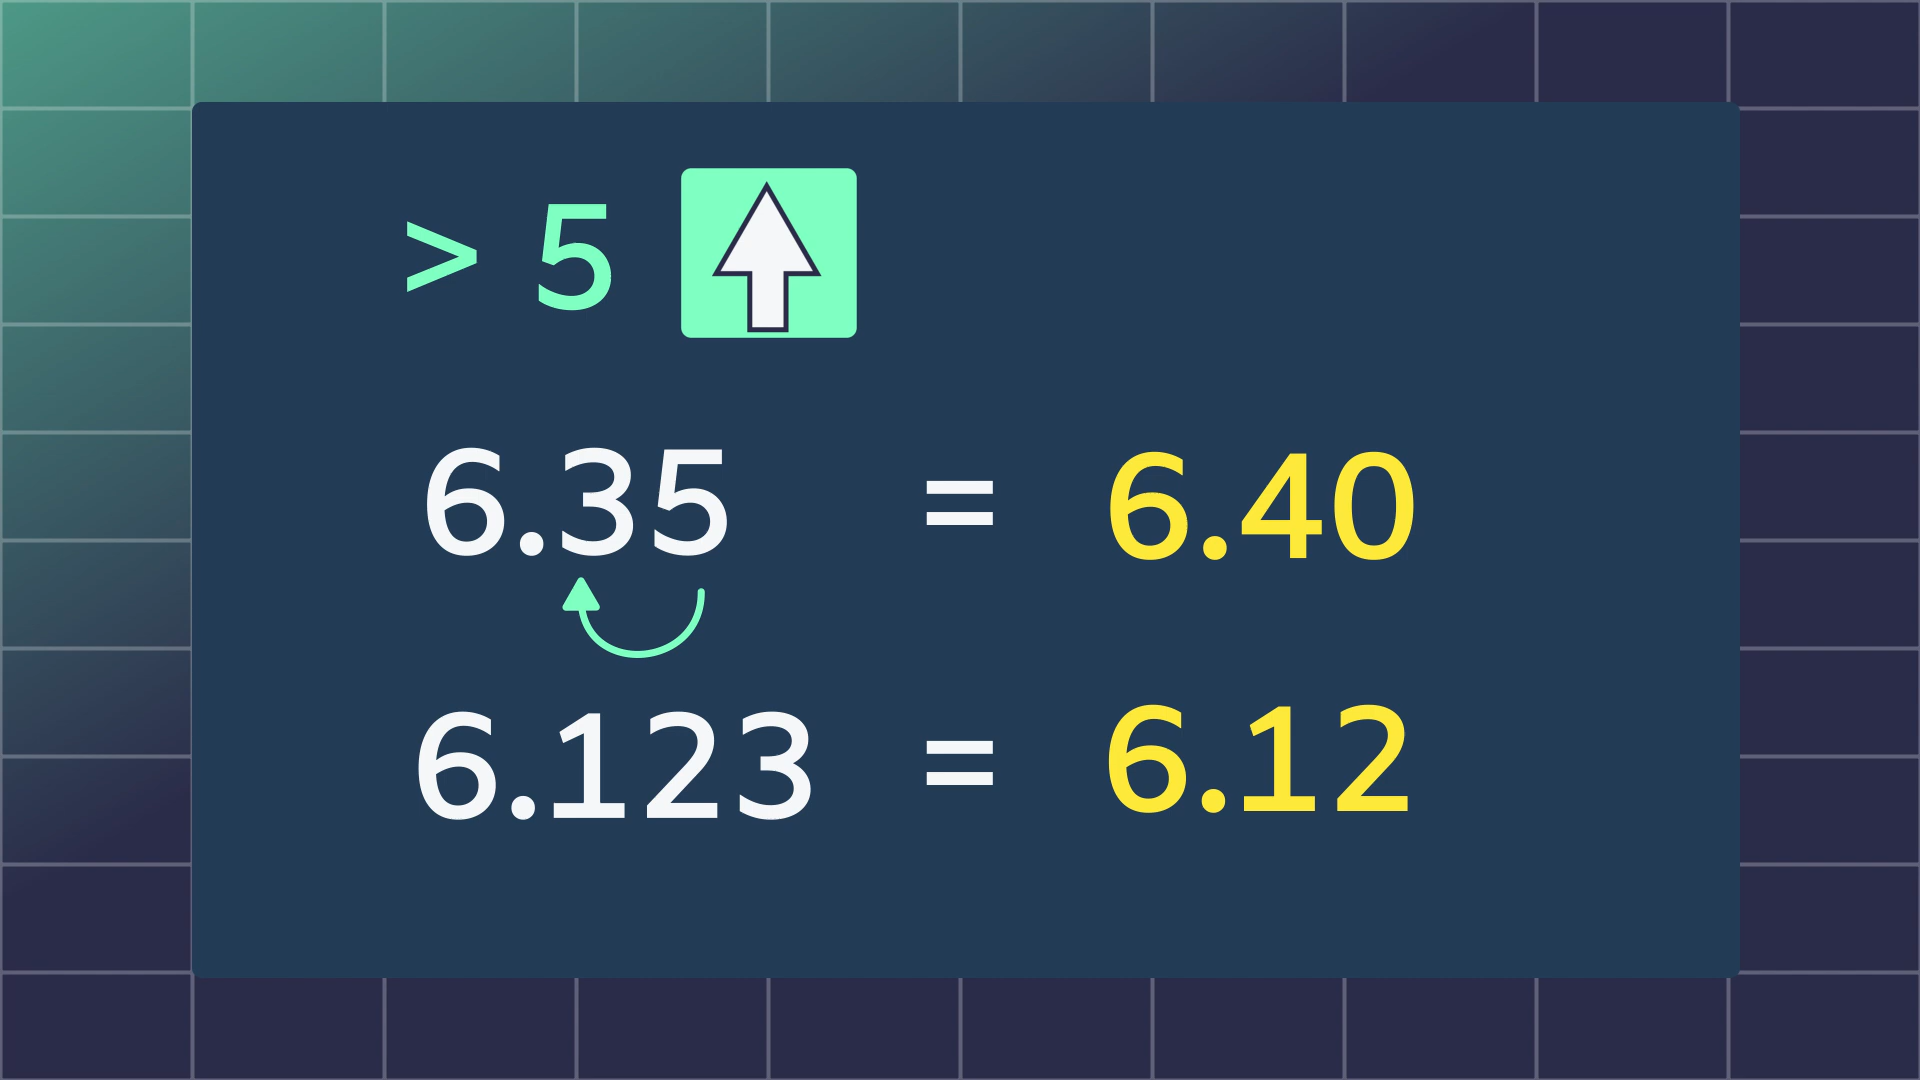 > 5
6.35 = 6.40
6.123 = 6.12